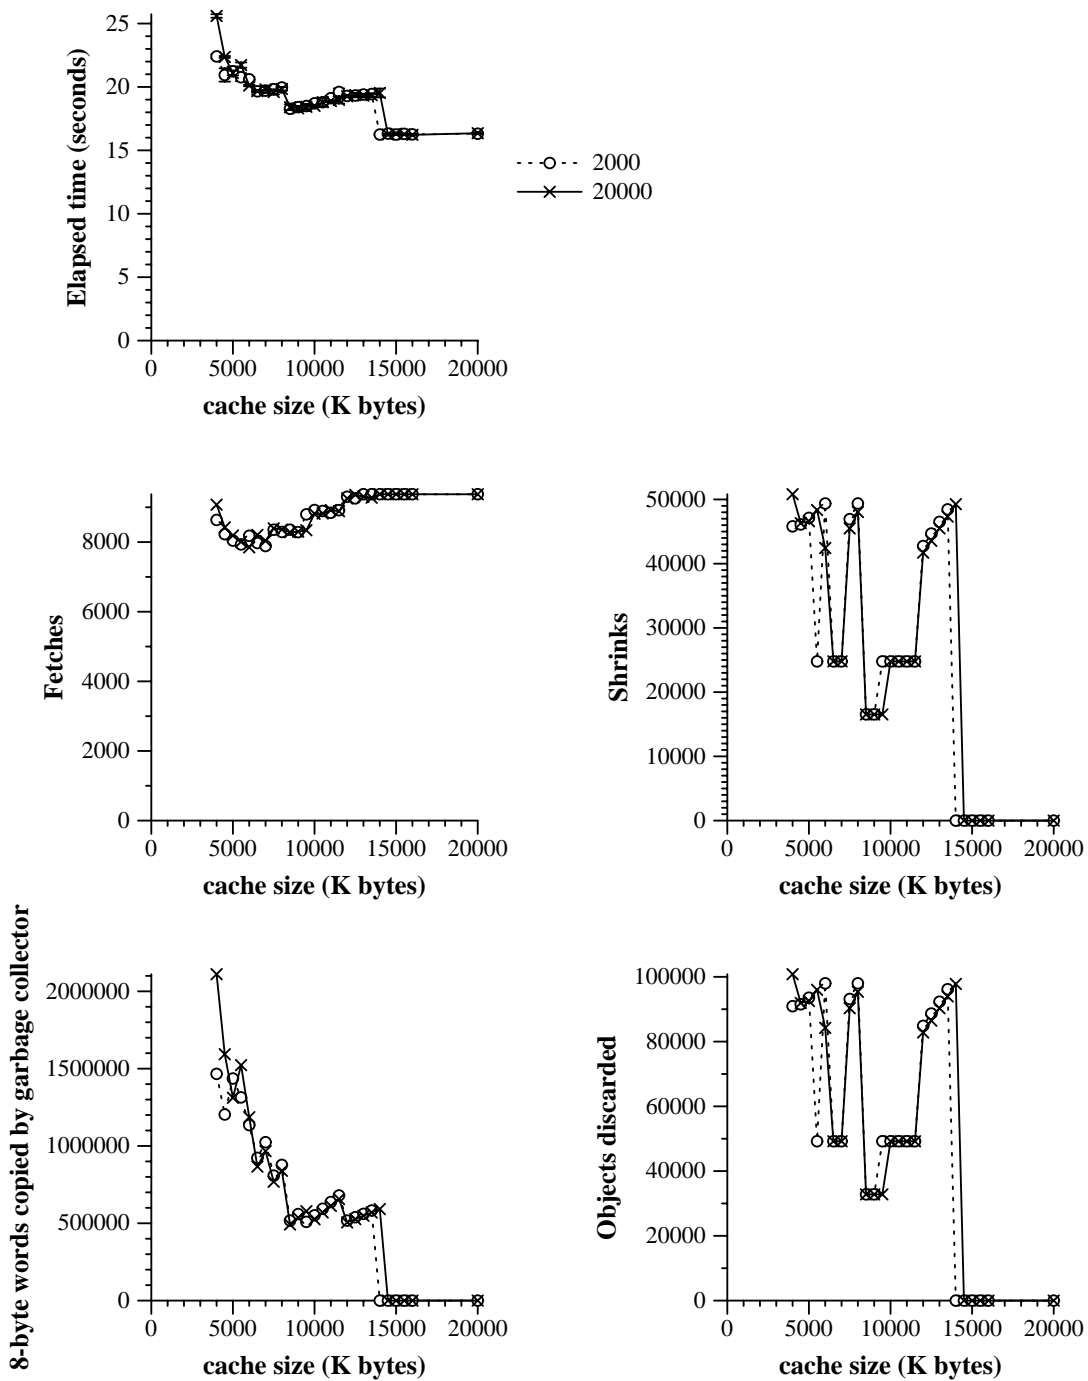 25
20
15
10
5
0
Elapsed time (seconds)
0 5000 10000 15000 20000
cache size (K bytes)
2000
20000
8000
6000
4000
2000
0
Fetches
0 5000 10000 15000 20000
cache size (K bytes)
50000
40000
30000
20000
10000
0
Shrinks
0 5000 10000 15000 20000
cache size (K bytes)
2000000
1500000
1000000
500000
0
8-byte words copied by garbage collector
0 5000 10000 15000 20000
cache size (K bytes)
100000
80000
60000
40000
20000
0
Objects discarded
0 5000 10000 15000 20000
cache size (K bytes)